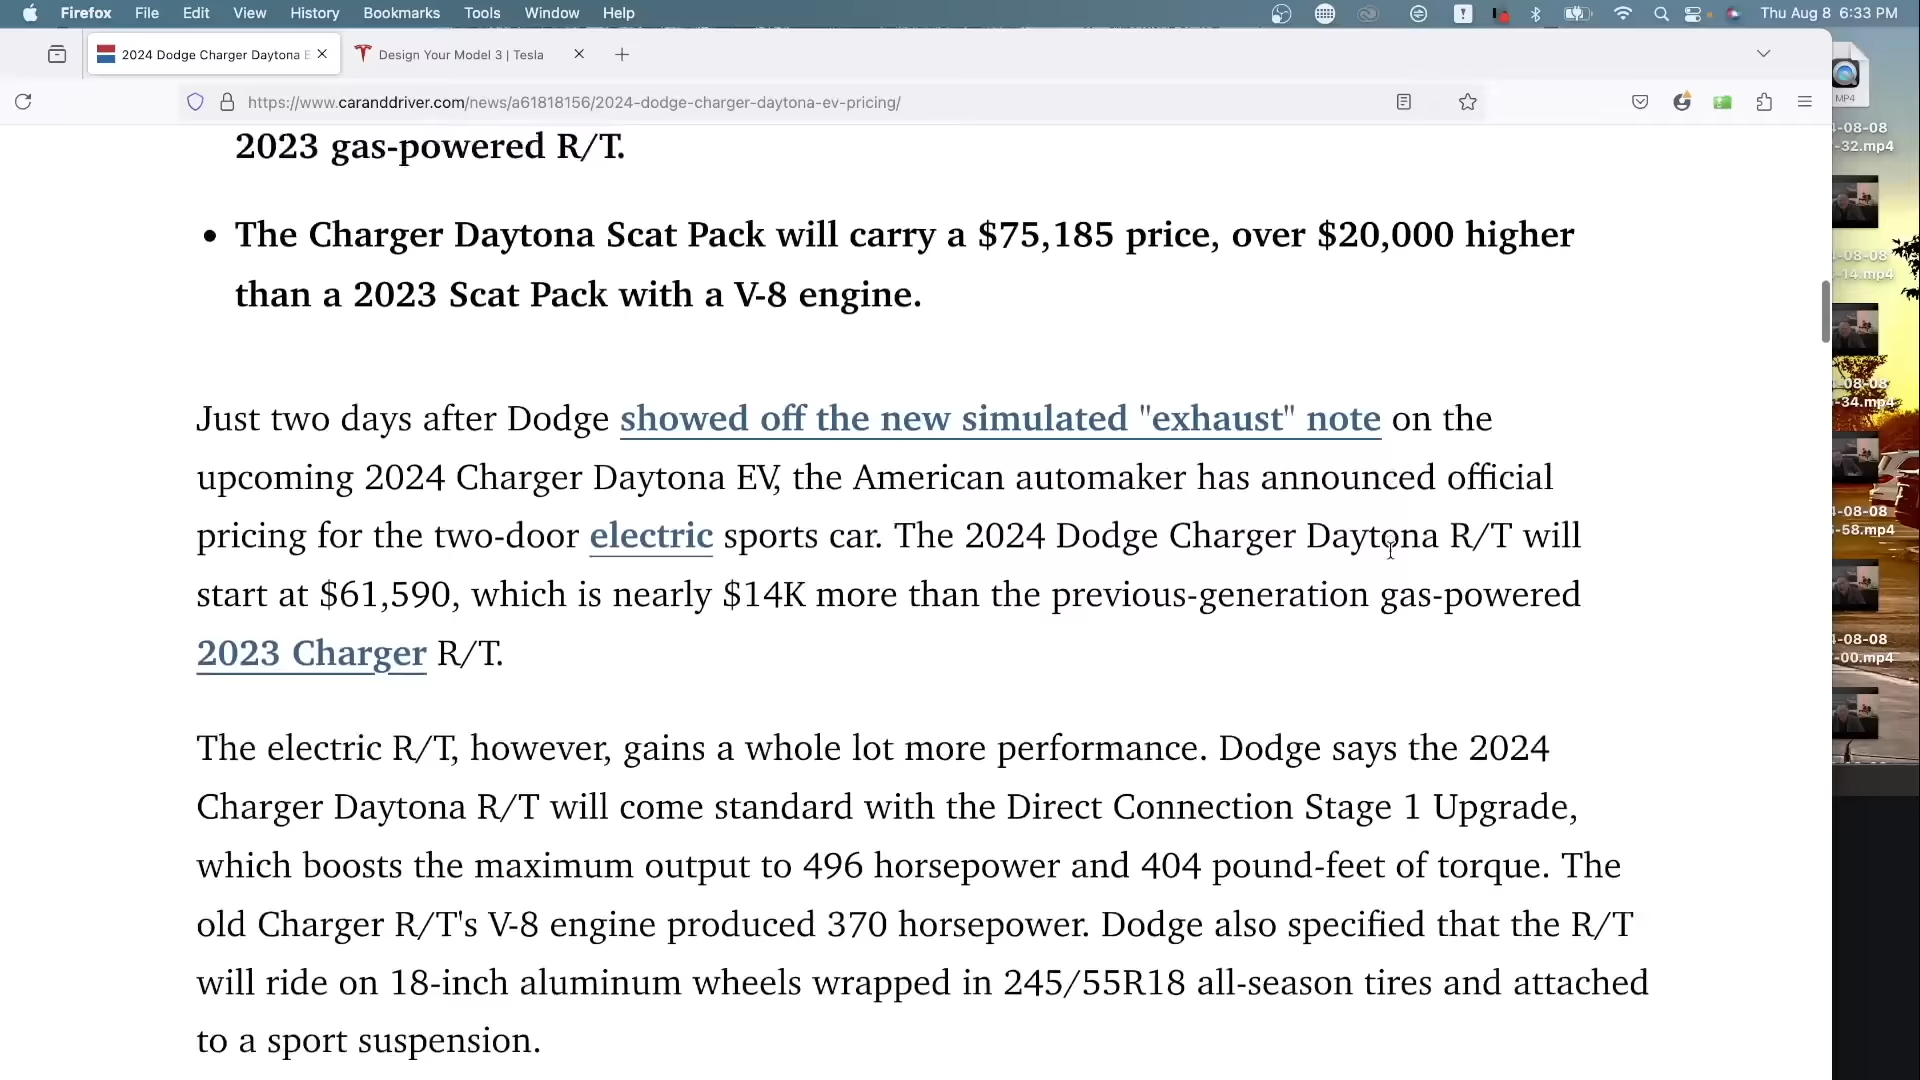 Firefox File Edit View History Bookmarks Tools Window Help Thu Aug 8 6:33 PM
2024 Dodge Charger Daytona E
Design Your Model 3 | Tesla
https://www.caranddriver.com/news/a61818156/2024-dodge-charger-daytona-ev-pricing/
2023 gas-powered R/T.
• The Charger Daytona Scat Pack will carry a $75,185 price, over $20,000 higher
than a 2023 Scat Pack with a V-8 engine.
Just two days after Dodge showed off the new simulated "exhaust" note on the
upcoming 2024 Charger Daytona EV, the American automaker has announced official
pricing for the two-door electric sports car. The 2024 Dodge Charger Daytona R/T will
start at $61,590, which is nearly $14K more than the previous-generation gas-powered
2023 Charger R/T.
The electric R/T, however, gains a whole lot more performance. Dodge says the 2024
Charger Daytona R/T will come standard with the Direct Connection Stage 1 Upgrade,
which boosts the maximum output to 496 horsepower and 404 pound-feet of torque. The
old Charger R/T's V-8 engine produced 370 horsepower. Dodge also specified that the R/T
will ride on 18-inch aluminum wheels wrapped in 245/55R18 all-season tires and attached
to a sport suspension.
MP4
-08-08
-32.mp4
-08-08
-14.mp4
-08-08
-34.mp4
-08-08
-58.mp4
-08-08
-00.mp4